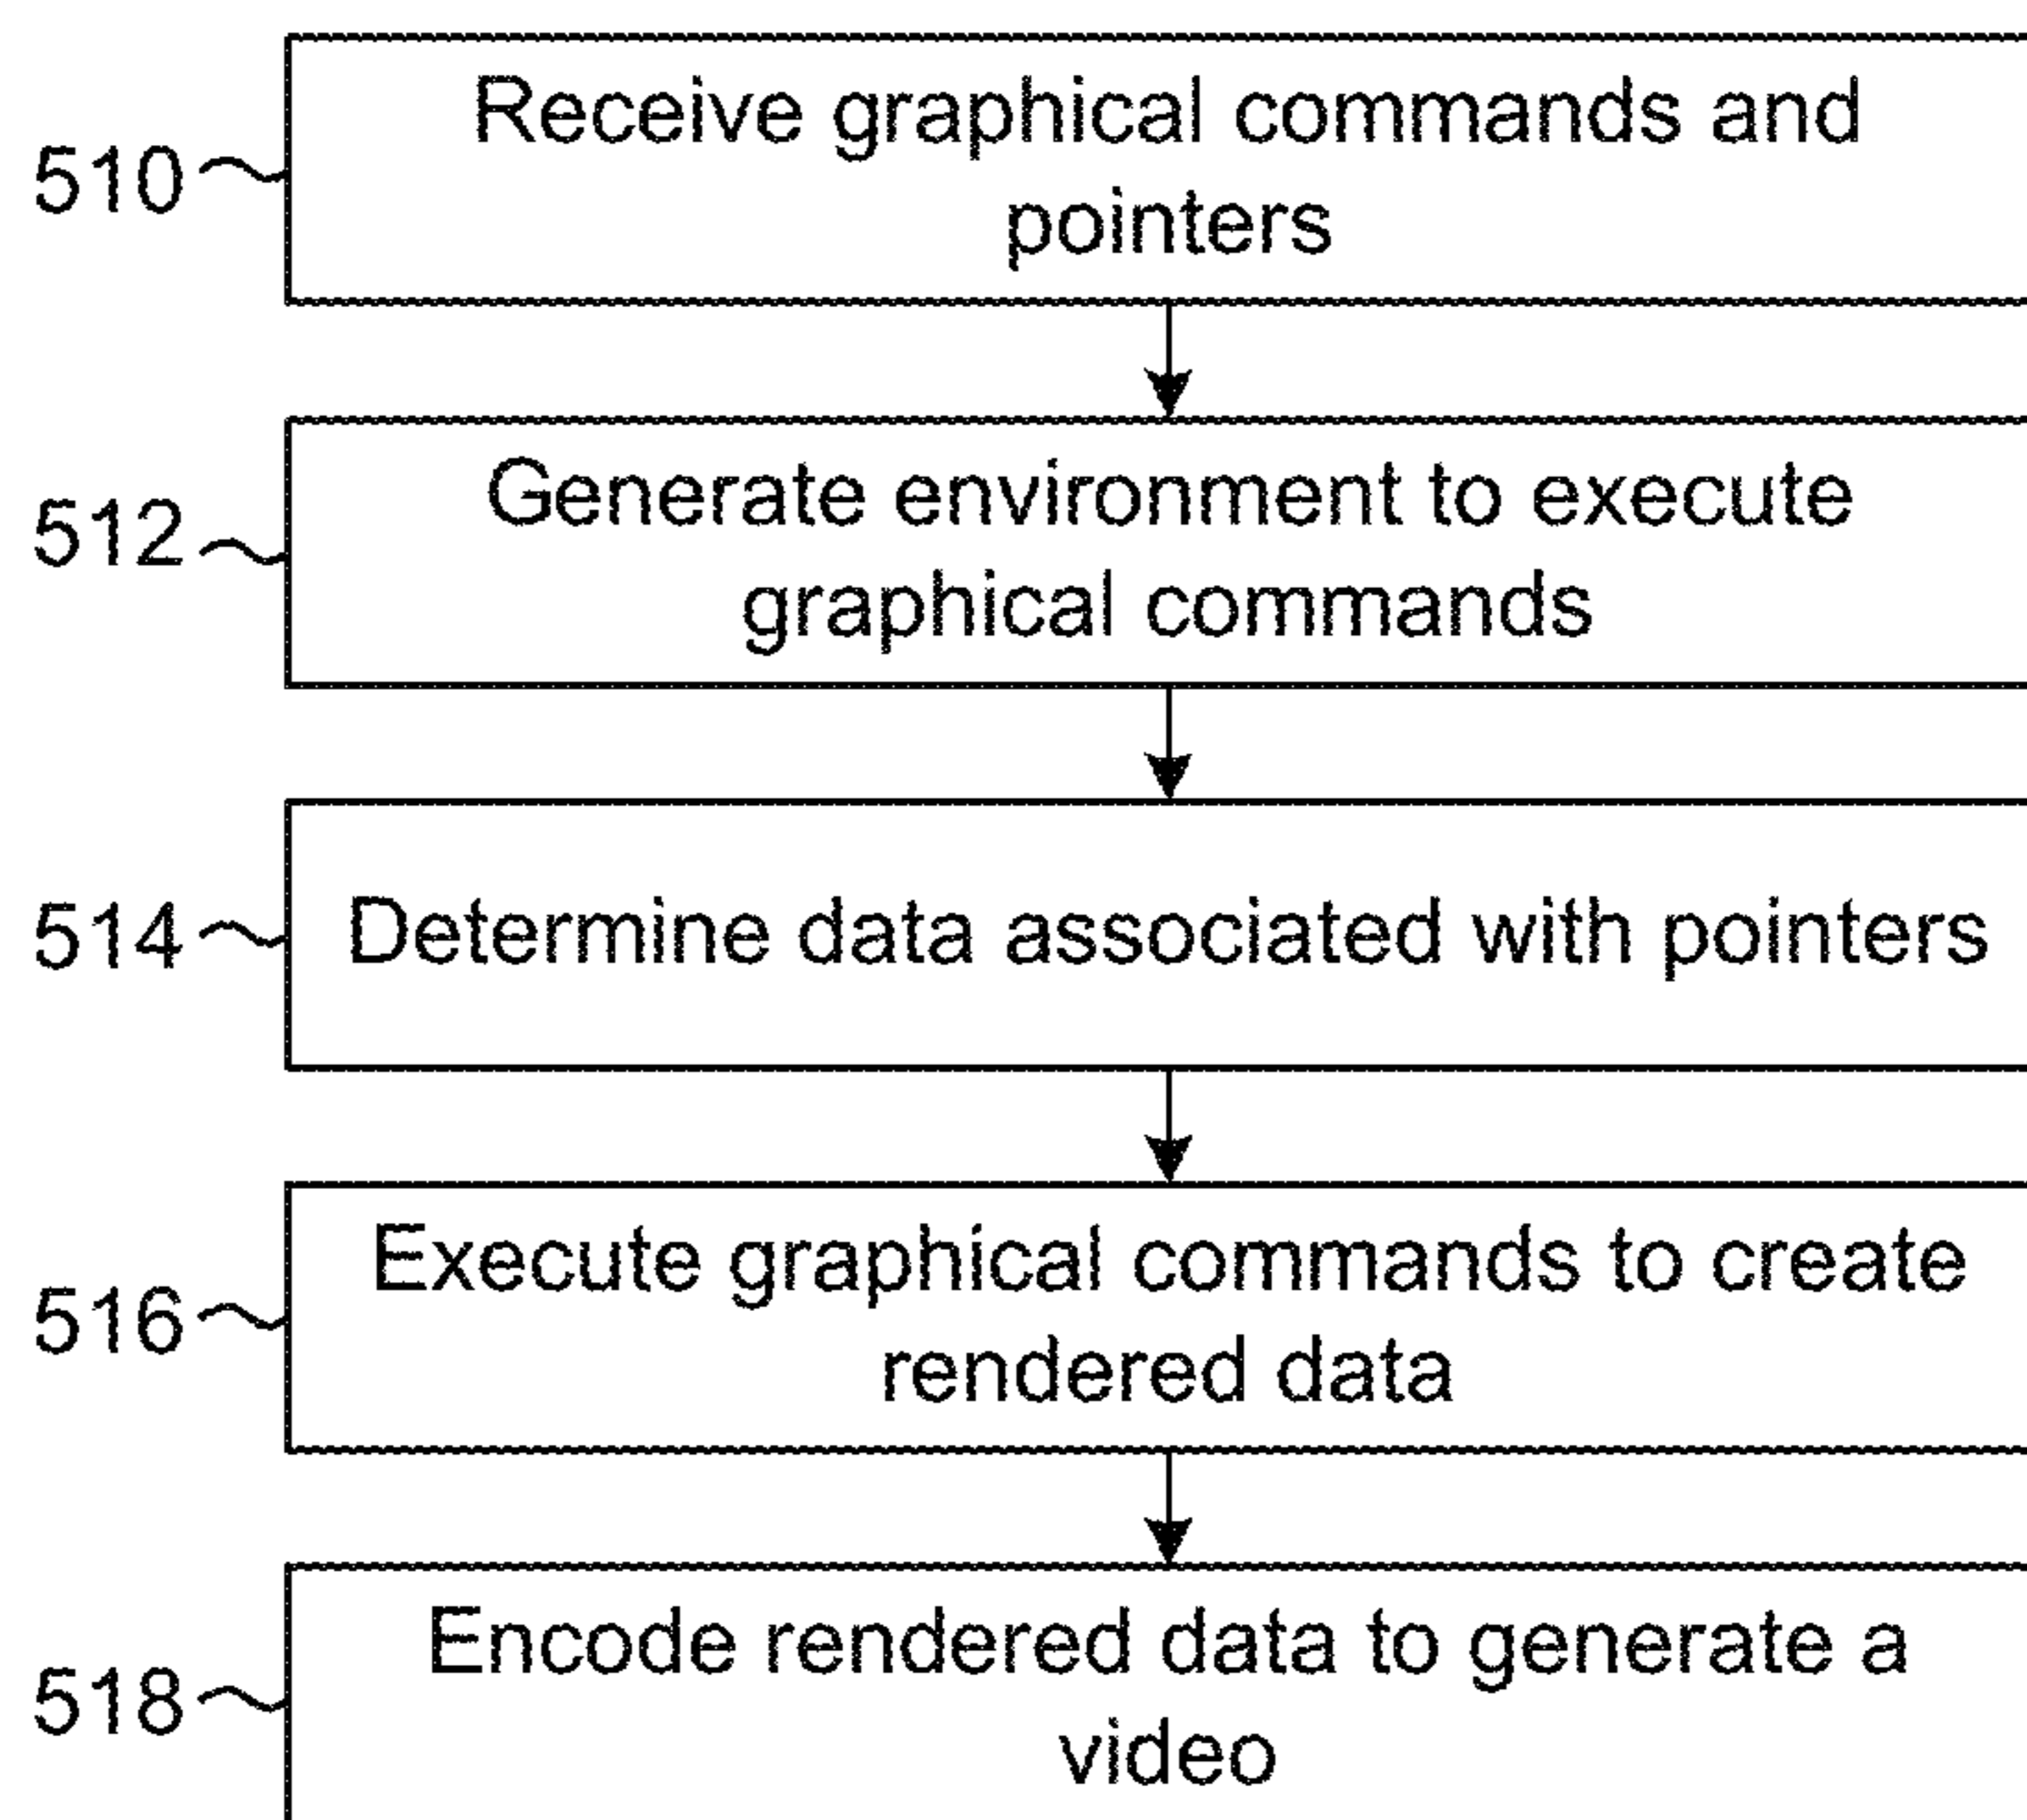 510
Receive graphical commands and
pointers
512
Generate environment to execute
graphical commands
514
Determine data associated with pointers
516
Execute graphical commands to create
rendered data
518
Encode rendered data to generate a
video